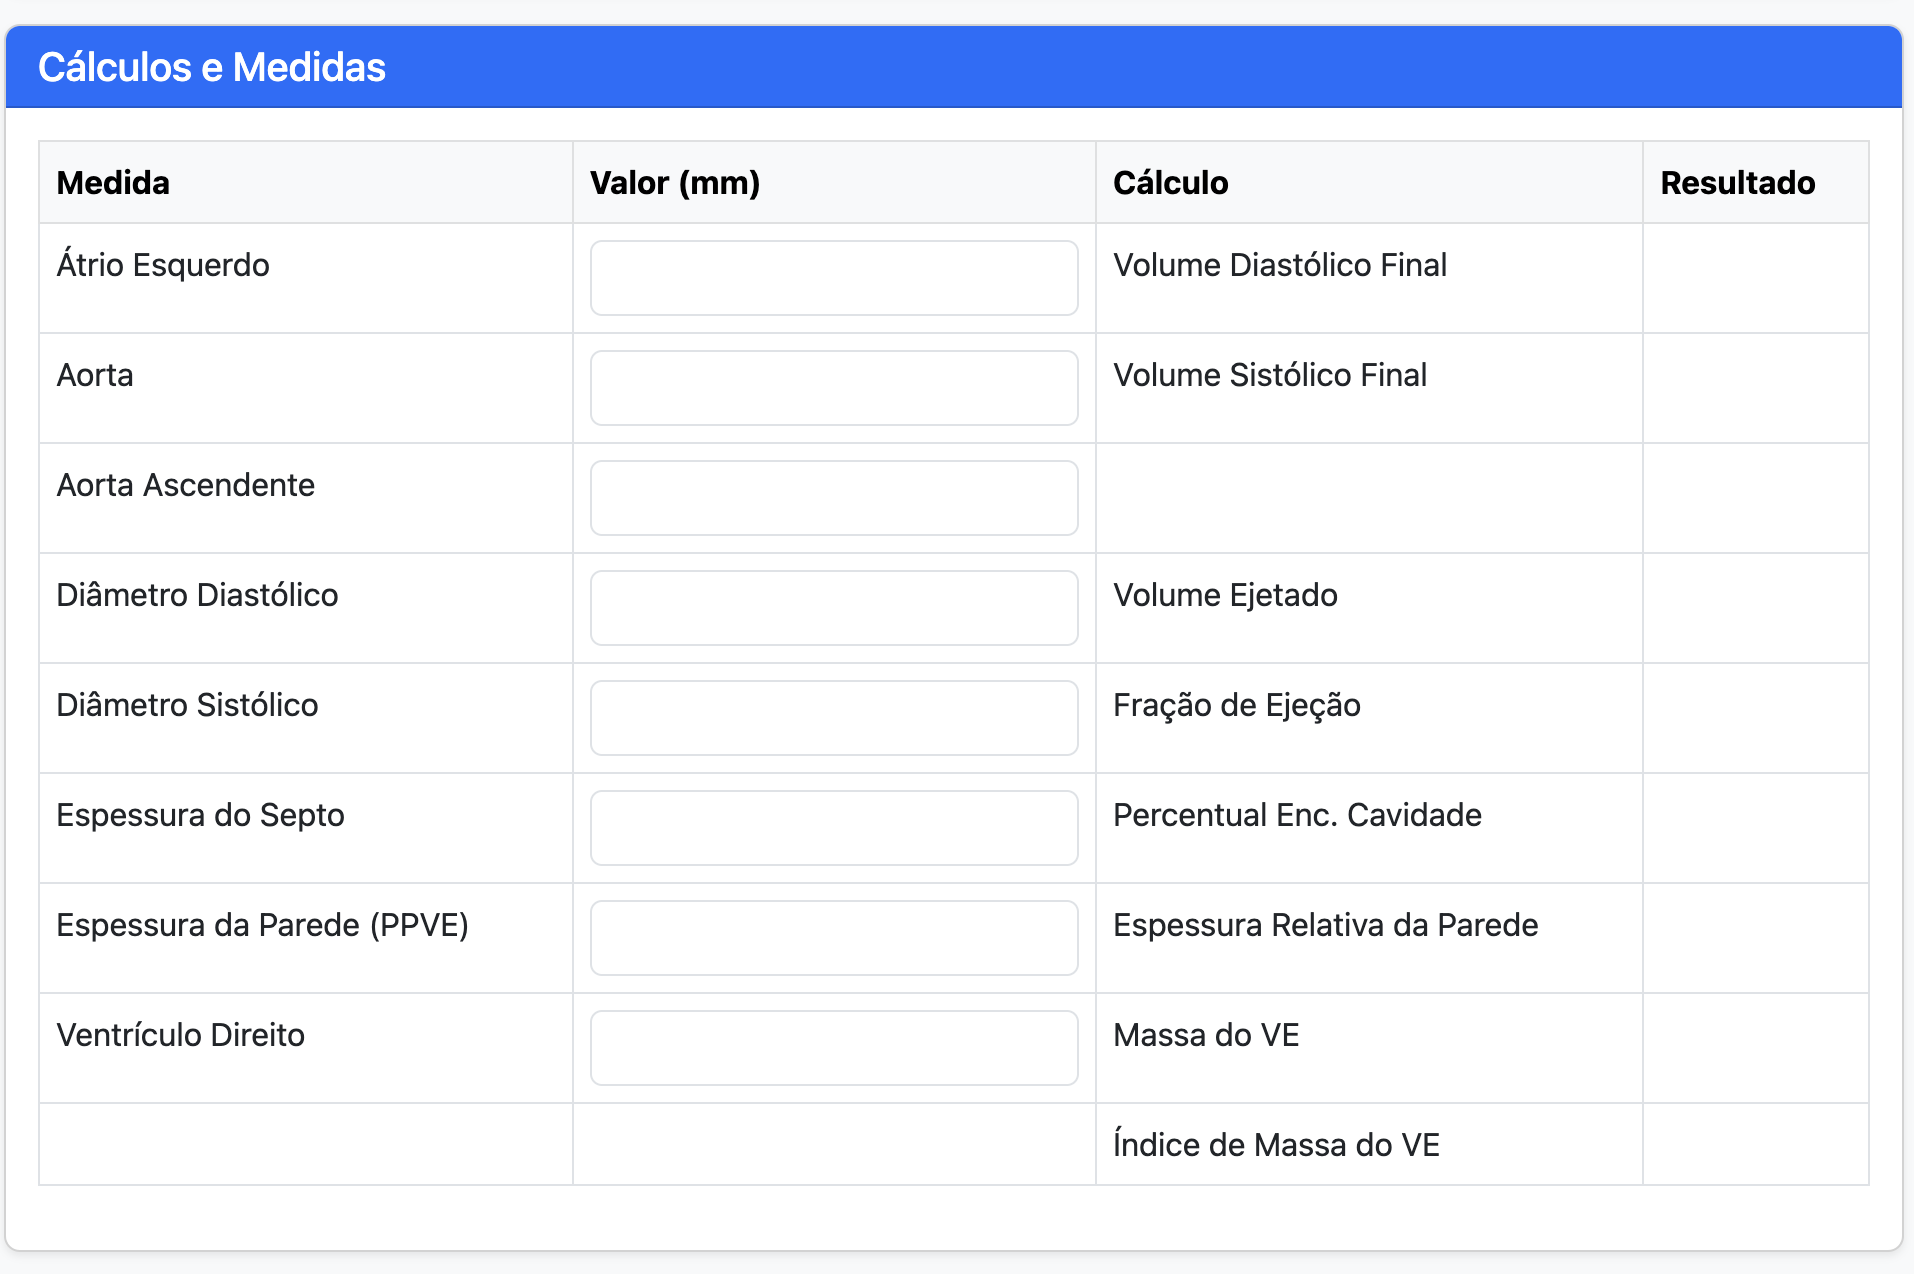 Cálculos e Medidas
Medida Valor (mm) Cálculo Resultado
Átrio Esquerdo Volume Diastólico Final
Aorta Volume Sistólico Final
Aorta Ascendente
Diâmetro Diastólico Volume Ejetado
Diâmetro Sistólico Fração de Ejeção
Espessura do Septo Percentual Enc. Cavidade
Espessura da Parede (PPVE) Espessura Relativa da Parede
Ventrículo Direito Massa do VE
Índice de Massa do VE